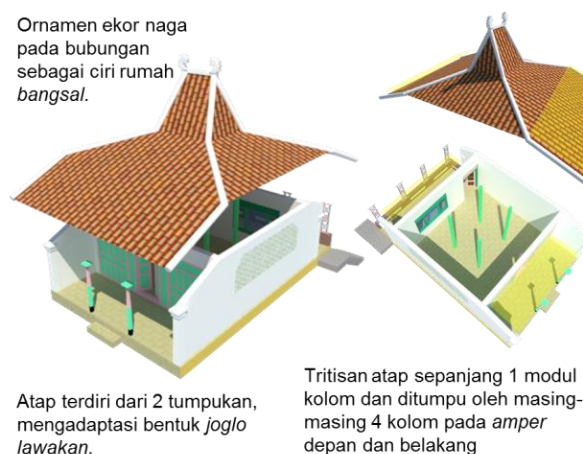 Ornamen ekor naga
pada bubungan
sebagai ciri rumah
bangsal.
Atap terdiri dari 2 tumpukan,
mengadaptasi bentuk joglo
lawakan.
Tritisan atap sepanjang 1 modul
kolom dan ditumpu oleh masing-
masing 4 kolom pada amper
depan dan belakang